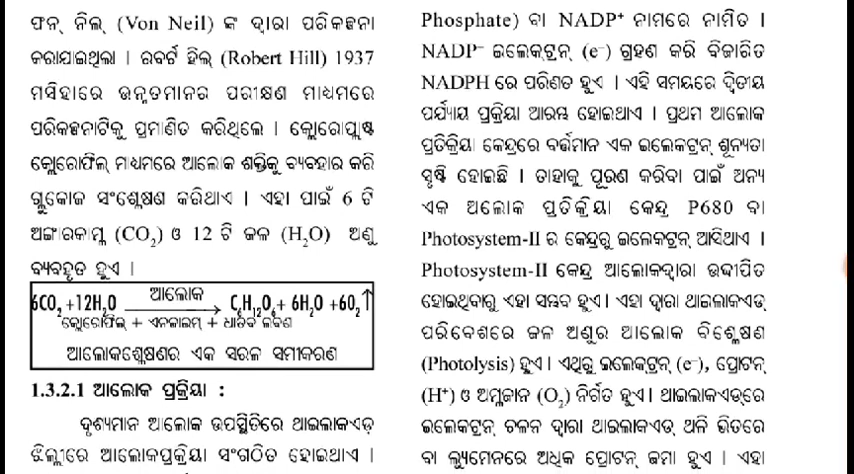 ଫନ୍ ନିଲ୍ (Von Neil) ଙ୍କ ଦ୍ୱାରା ପରିକଳ୍ପନା
କରାଯାଇଥିଲା । ରବର୍ଟ ହିଲ୍ (Robert Hill) 1937
ମସିହାରେ ଉନ୍ନତମାନର ପରୀକ୍ଷଣ ମାଧ୍ୟମରେ
ପରିକଳ୍ପନାଟିକୁ ପ୍ରମାଣିତ କରିଥିଲେ । କ୍ଲୋରୋପ୍ଲାଷ୍ଟ
କ୍ଲୋରୋଫିଲ୍ ମାଧ୍ୟମରେ ଆଲୋକ ଶକ୍ତିକୁ ବ୍ୟବହାର କରି
ଗ୍ଲୁକୋଜ ସଂଶ୍ଳେଷଣ କରିଥାଏ । ଏହା ପାଇଁ 6 ଟି
ଅଙ୍ଗାରକାମ୍ଳ (CO₂) ଓ 12 ଟି ଜଳ (H₂O) ଅଣୁ
ବ୍ୟବହୃତ ହୁଏ ।
6CO₂ +12H₂O ଆଲୋକ → C₆H₁₂O₆+ 6H₂O +6O₂↑
କ୍ଲୋରୋଫିଲ୍ + ଏନଜାଇମ୍ + ଧାତବ ଲବଣ
ଆଲୋକଶ୍ଳେଷଣର ଏକ ସରଳ ସମୀକରଣ
1.3.2.1 ଆଲୋକ ପ୍ରକ୍ରିୟା :
ଦୃଶ୍ୟମାନ ଆଲୋକ ଉପସ୍ଥିତିରେ ଥାଇଲାକଏଡ଼
ଝିଲ୍ଲୀରେ ଆଲୋକପ୍ରକ୍ରିୟା ସଂଗଠିତ ହୋଇଥାଏ ।
Phosphate) ବା NADP⁺ ନାମରେ ନାମିତ ।
NADP⁻ ଇଲେକ୍ଟ୍ରନ୍ (e⁻) ଗ୍ରହଣ କରି ବିଜାରିତ
NADPH ରେ ପରିଣତ ହୁଏ । ଏହି ସମୟରେ ଦ୍ୱିତୀୟ
ପର୍ଯ୍ୟାୟ ପ୍ରକ୍ରିୟା ଆରମ୍ଭ ହୋଇଥାଏ । ପ୍ରଥମ ଆଲୋକ
ପ୍ରତିକ୍ରିୟା କେନ୍ଦ୍ରରେ ବର୍ତ୍ତମାନ ଏକ ଇଲେକଟ୍ରନ୍ ଶୂନ୍ୟତା
ସୃଷ୍ଟି ହୋଇଛି । ତାହାକୁ ପୂରଣ କରିବା ପାଇଁ ଅନ୍ୟ
ଏକ ଅଲୋକ ପ୍ରତିକ୍ରିୟା କେନ୍ଦ୍ର P680 ବା
Photosystem-II ର କେନ୍ଦ୍ରରୁ ଇଲେକଟ୍ରନ୍ ଆସିଥାଏ ।
Photosystem-II କେନ୍ଦ୍ର ଆଲୋକଦ୍ୱାରା ଉଦ୍ଦୀପିତ
ହୋଇଥିବାରୁ ଏହା ସମ୍ଭବ ହୁଏ । ଏହା ଦ୍ୱାରା ଥାଇଲାକଏଡ୍
ପରିବେଶରେ ଜଳ ଅଣୁର ଆଲୋକ ବିଶ୍ଳେଷଣ
(Photolysis) ହୁଏ । ଏଥିରୁ ଇଲେକଟ୍ରନ୍ (e⁻), ପ୍ରୋଟନ୍
(H⁺) ଓ ଅମ୍ଳଜାନ (O₂) ନିର୍ଗତ ହୁଏ । ଥାଇଲାକଏଡ୍‌ରେ
ଇଲେକଟ୍ରନ୍ ଚଳନ ଦ୍ୱାରା ଥାଇଲାକଏଡ୍ ଥଳି ଭିତରେ
ବା ଲ୍ୟୁମେନରେ ଅଧିକ ପ୍ରୋଟନ୍ ଜମା ହୁଏ । ଏହା